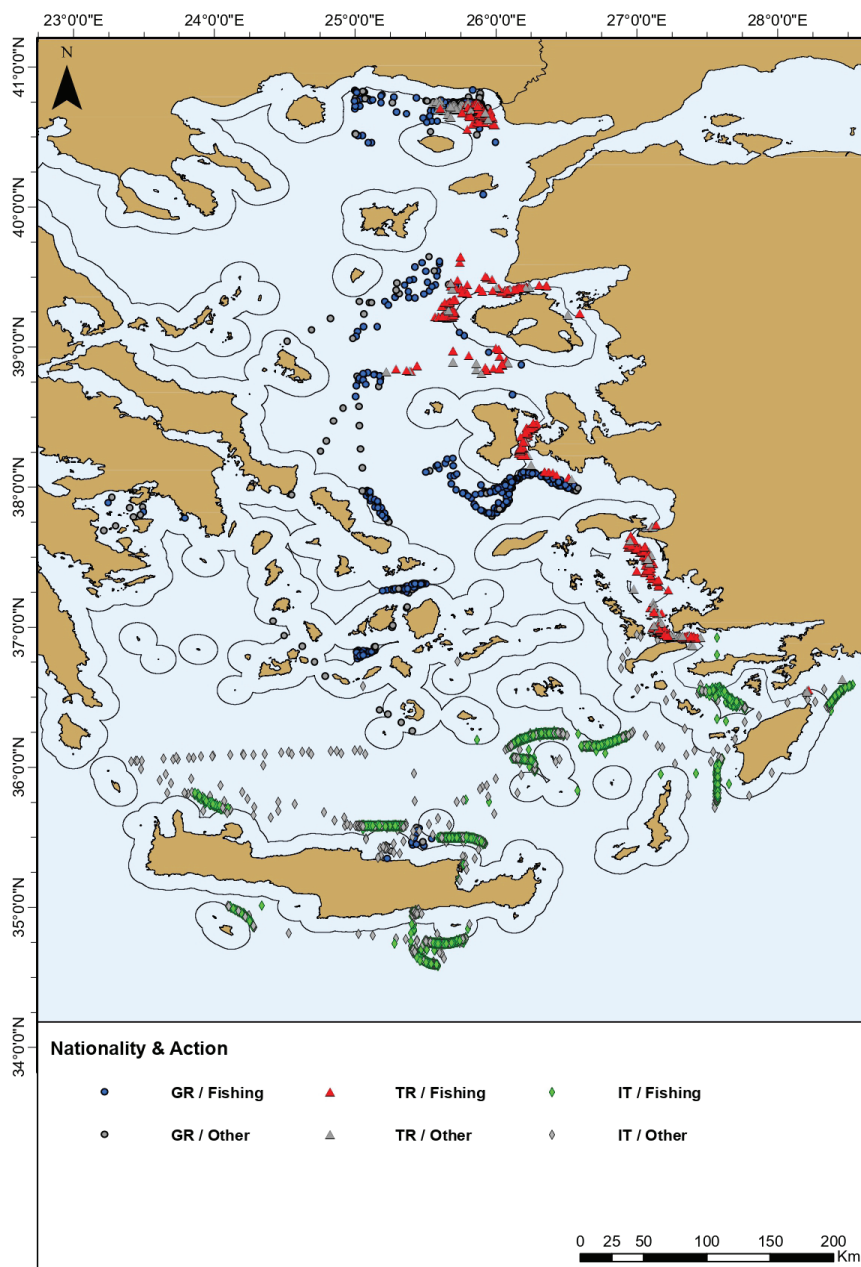 23°0'0"E 24°0'0"E 25°0'0"E 26°0'0"E 27°0'0"E 28°0'0"E
N
41°0'0"N
40°0'0"N
39°0'0"N
38°0'0"N
37°0'0"N
36°0'0"N
35°0'0"N
34°0'0"N
Nationality & Action
GR / Fishing TR / Fishing IT / Fishing
GR / Other TR / Other IT / Other
0 25 50 100 150 200
Km